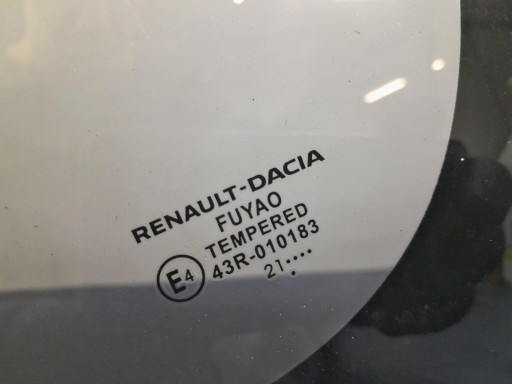 RENAULT-DACIA
FUYAO
TEMPERED
E4 43R-010183
21....
.